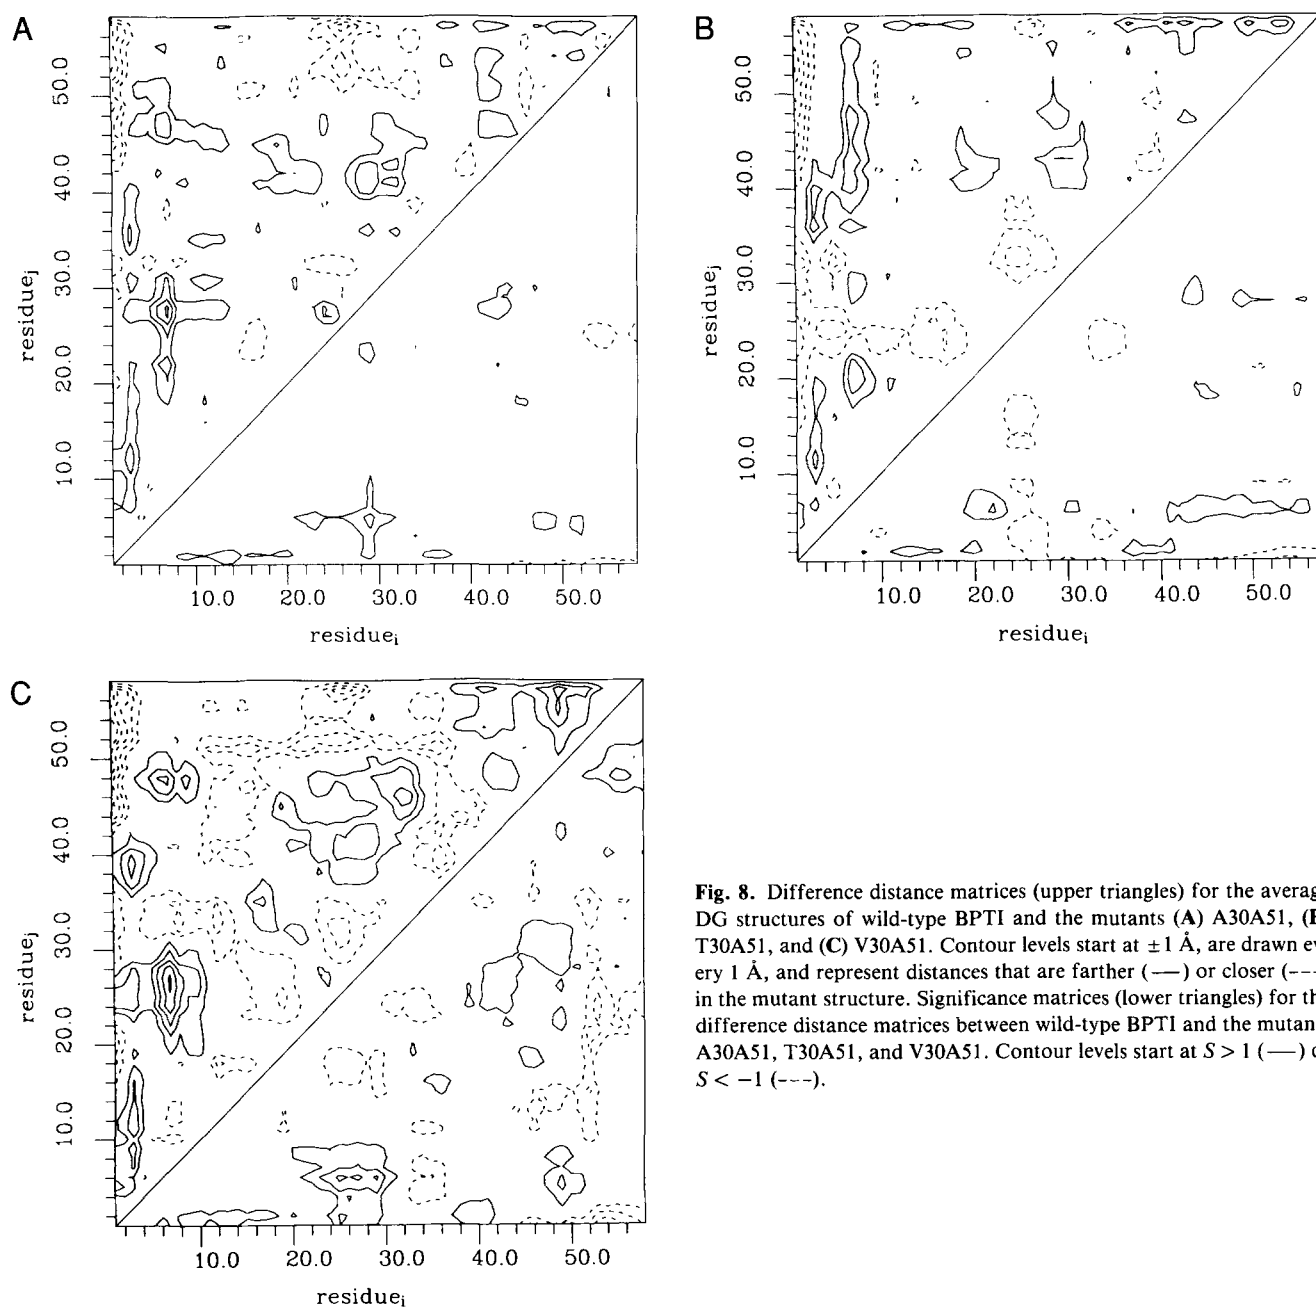 A
50.0
40.0
30.0
20.0
10.0
residuej
10.0 20.0 30.0 40.0 50.0
residuei
B
50.0
40.0
30.0
20.0
10.0
residuej
10.0 20.0 30.0 40.0 50.0
residuei
C
50.0
40.0
30.0
20.0
10.0
residuej
10.0 20.0 30.0 40.0 50.0
residuei
Fig. 8. Difference distance matrices (upper triangles) for the averag
DG structures of wild-type BPTI and the mutants (A) A30A51, (B
T30A51, and (C) V30A51. Contour levels start at ±1 Å, are drawn ev
ery 1 Å, and represent distances that are farther (—) or closer (---
in the mutant structure. Significance matrices (lower triangles) for th
difference distance matrices between wild-type BPTI and the mutan
A30A51, T30A51, and V30A51. Contour levels start at S > 1 (—) o
S < −1 (---).